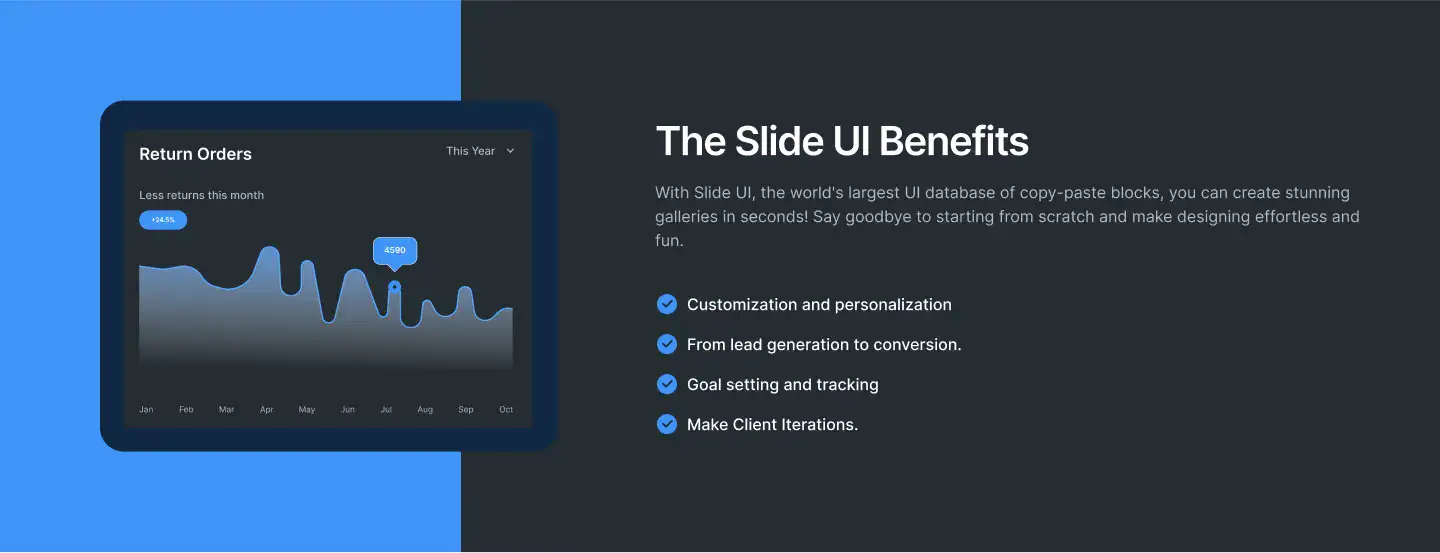 Return Orders
This Year
Less returns this month
+24.5%
4590
Jan Feb Mar Apr May Jun Jul Aug Sep Oct
The Slide UI Benefits
With Slide UI, the world's largest UI database of copy-paste blocks, you can create stunning
galleries in seconds! Say goodbye to starting from scratch and make designing effortless and
fun.
Customization and personalization
From lead generation to conversion.
Goal setting and tracking
Make Client Iterations.